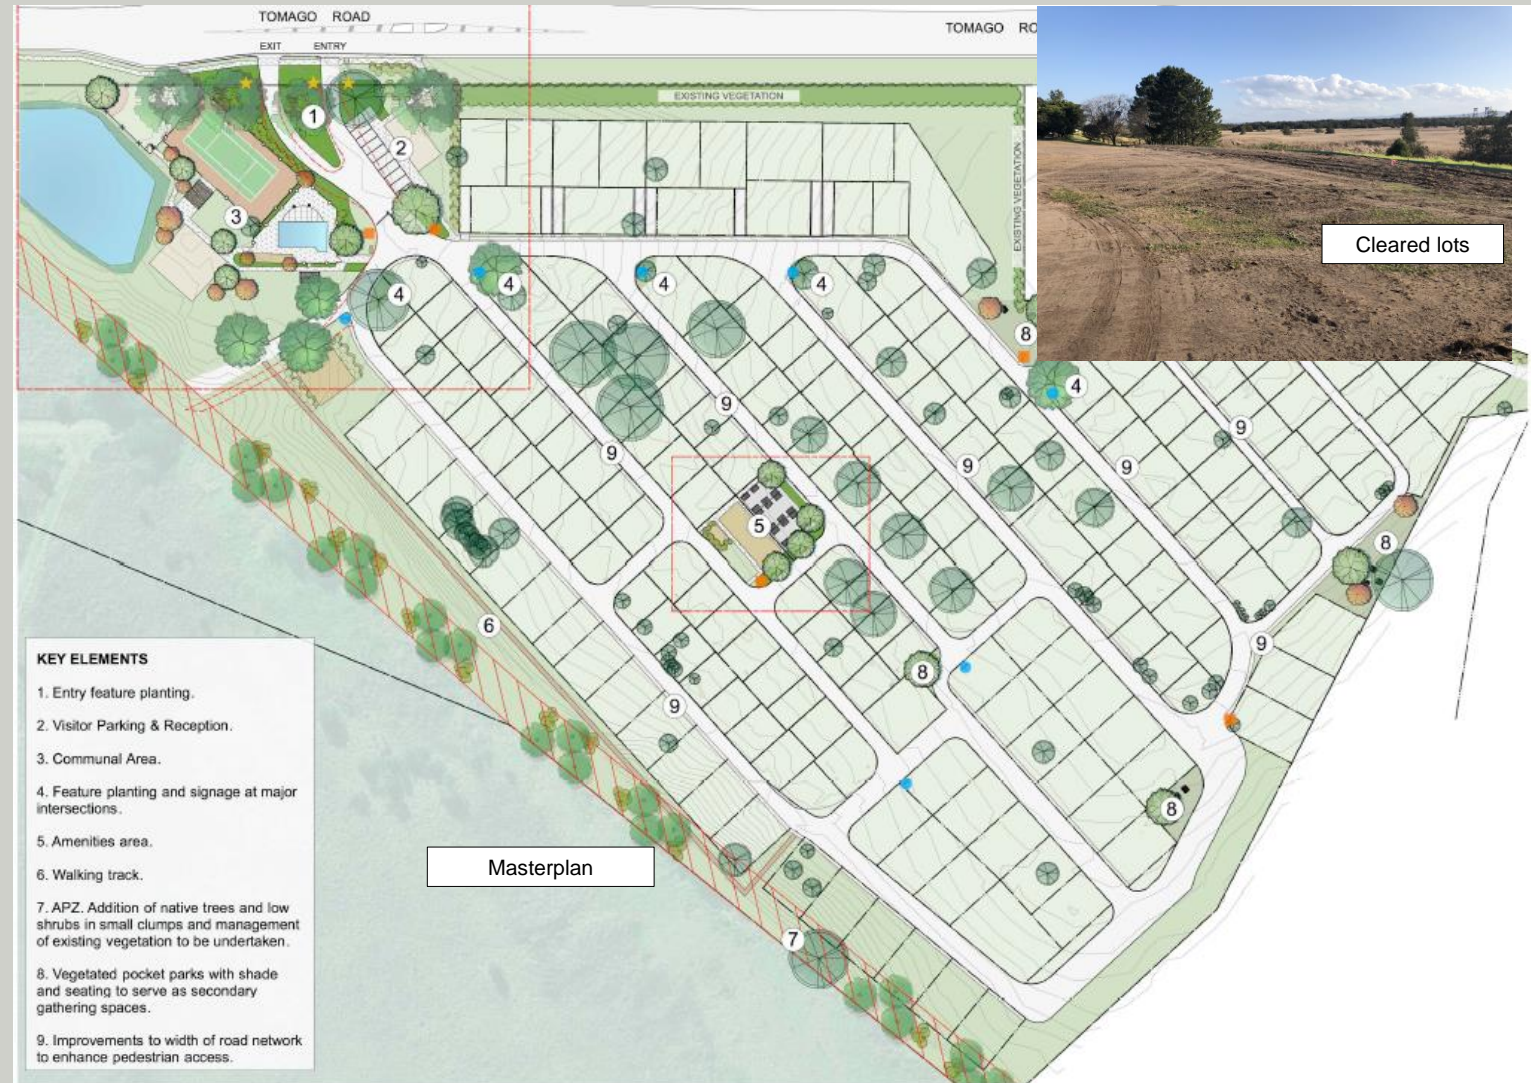 TOMAGO ROAD
TOMAGO RO
EXIT ENTRY
EXISTING VEGETATION
EXISTING VEGETATION
Cleared lots
1
2
3
4
4
4
4
8
4
9
9
9
9
9
5
8
6
9
8
9
8
7
Masterplan
KEY ELEMENTS
1. Entry feature planting.
2. Visitor Parking & Reception.
3. Communal Area.
4. Feature planting and signage at major
intersections.
5. Amenities area.
6. Walking track.
7. APZ. Addition of native trees and low
shrubs in small clumps and management
of existing vegetation to be undertaken.
8. Vegetated pocket parks with shade
and seating to serve as secondary
gathering spaces.
9. Improvements to width of road network
to enhance pedestrian access.